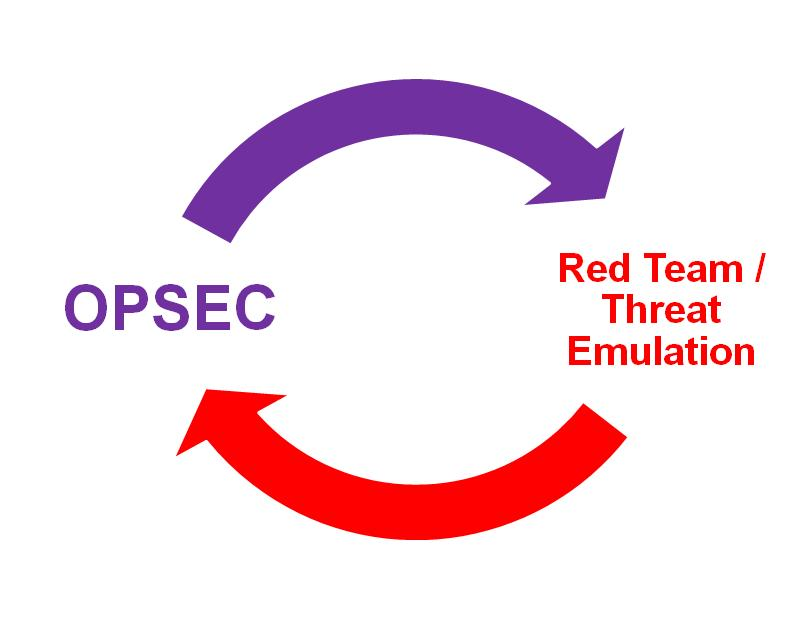 OPSEC
Red Team /
Threat
Emulation